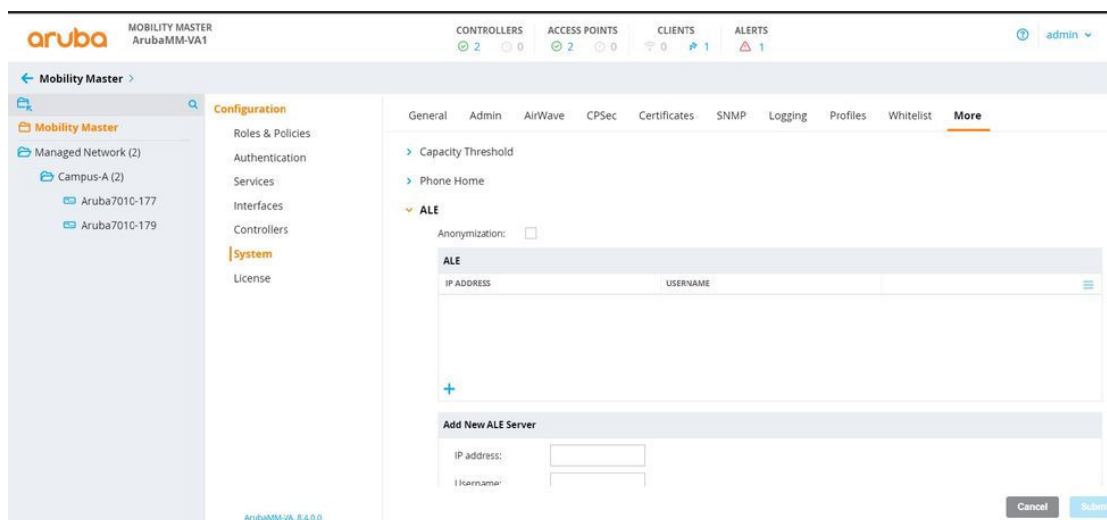 aruba
MOBILITY MASTER
ArubaMM-VA1
CONTROLLERS
2 0
ACCESS POINTS
2 0
CLIENTS
0 1
ALERTS
1
admin
Mobility Master >
Mobility Master
Managed Network (2)
Campus-A (2)
Aruba7010-177
Aruba7010-179
Configuration
Roles & Policies
Authentication
Services
Interfaces
Controllers
System
License
ArubaMM-VA, 8.4.0.0
General Admin AirWave CPSec Certificates SNMP Logging Profiles Whitelist More
Capacity Threshold
Phone Home
ALE
Anonymization:
ALE
IP ADDRESS USERNAME
+
Add New ALE Server
IP address:
Username:
Cancel